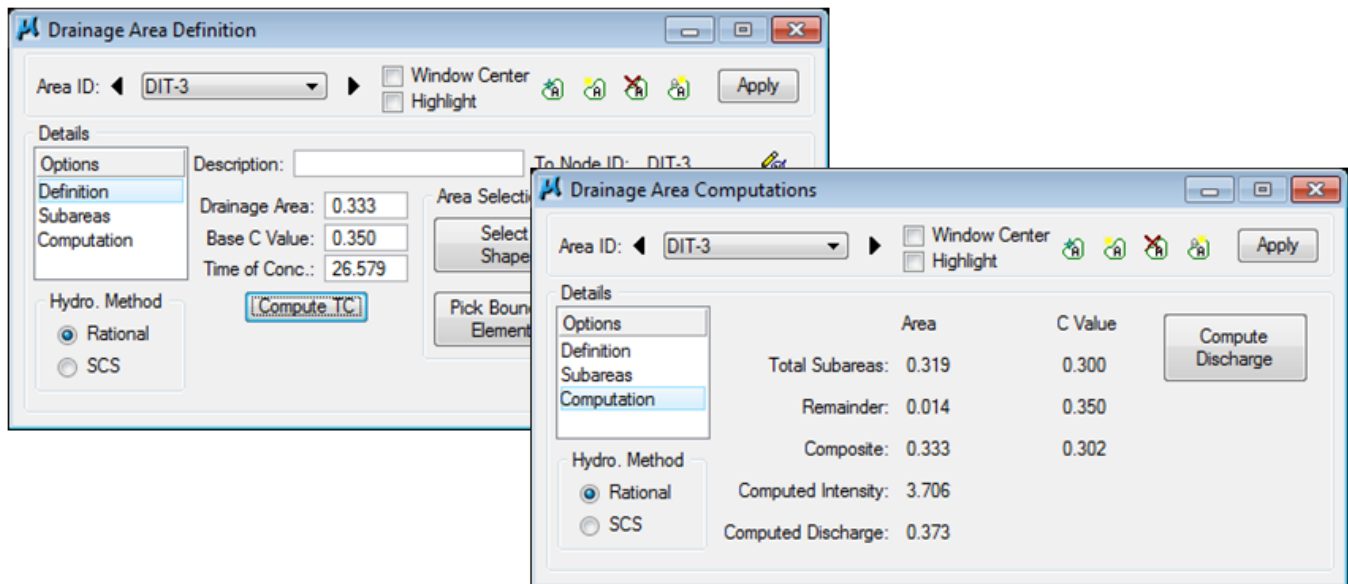 Drainage Area Definition
Area ID: DIT-3 Window Center Apply
Highlight
Details
Options Description: To Node ID: DIT-3
Definition
Subareas
Computation
Drainage Area: 0.333
Base C Value: 0.350
Time of Conc.: 26.579
Compute TC
Hydro. Method
Rational
SCS
Area Selecti
Select
Shape
Pick Boun
Element
Drainage Area Computations
Area ID: DIT-3 Window Center Apply
Highlight
Details
Options
Definition
Subareas
Computation
Hydro. Method
Rational
SCS
Area C Value
Total Subareas: 0.319 0.300
Remainder: 0.014 0.350
Composite: 0.333 0.302
Computed Intensity: 3.706
Computed Discharge: 0.373
Compute
Discharge